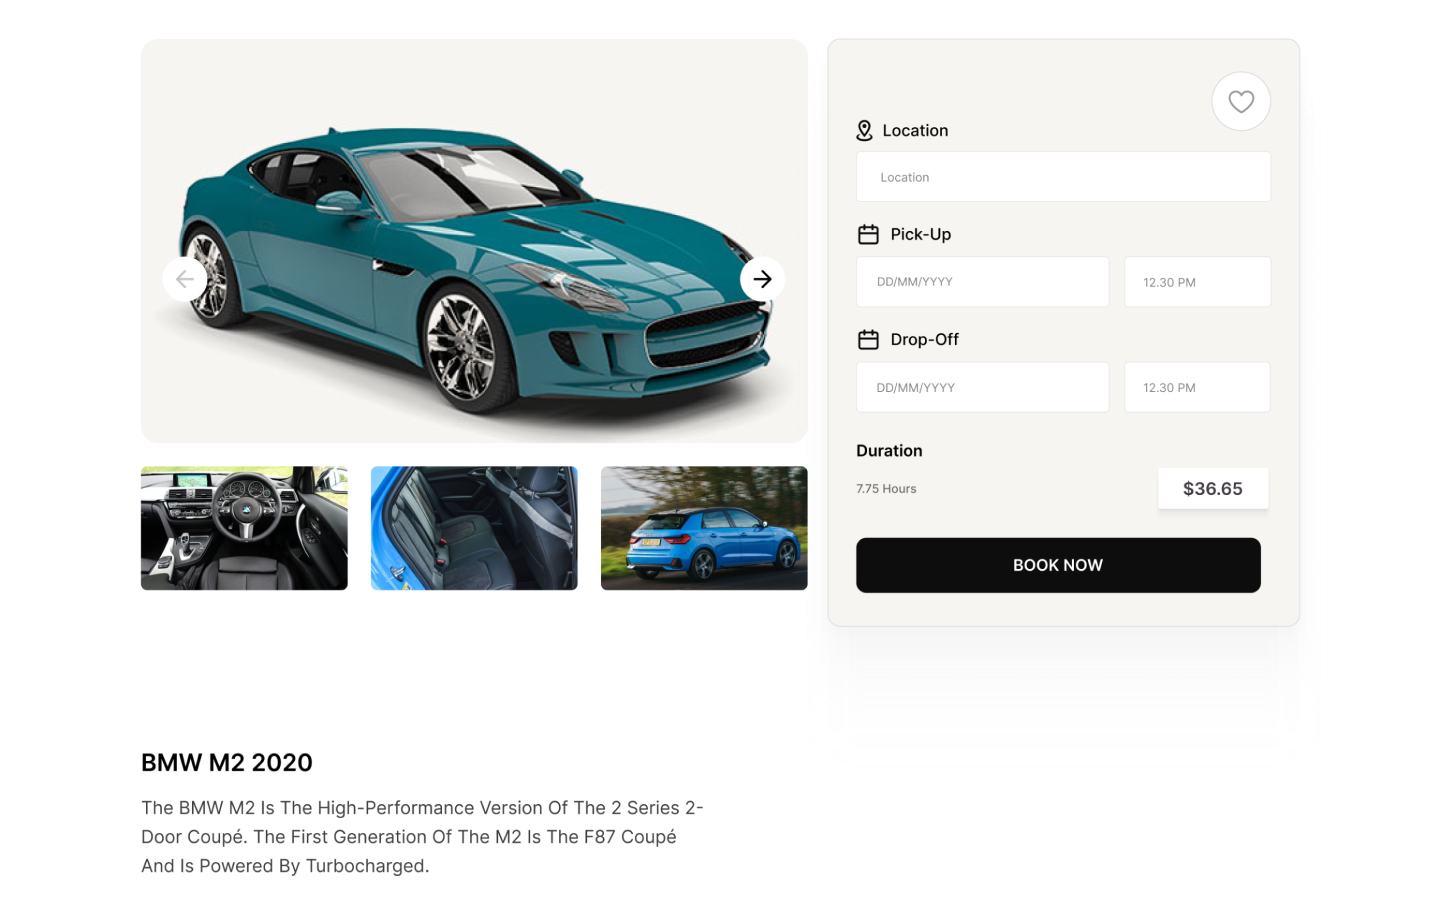 Location
Location
Pick-Up
DD/MM/YYYY
12.30 PM
Drop-Off
DD/MM/YYYY
12.30 PM
Duration
7.75 Hours
$36.65
BOOK NOW
BMW M2 2020
The BMW M2 Is The High-Performance Version Of The 2 Series 2-
Door Coupé. The First Generation Of The M2 Is The F87 Coupé
And Is Powered By Turbocharged.